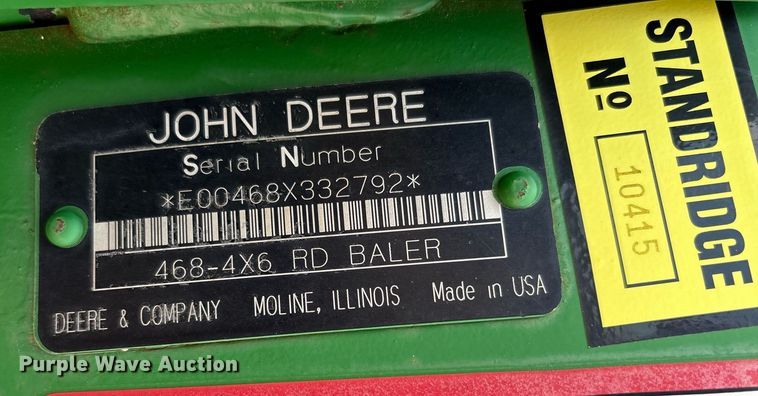 JOHN DEERE
Serial Number
*E00468X332792*
468-4X6 RD BALER
DEERE & COMPANY MOLINE, ILLINOIS Made in USA
STANDRIDGE
Nº
10415
Purple Wave Auction